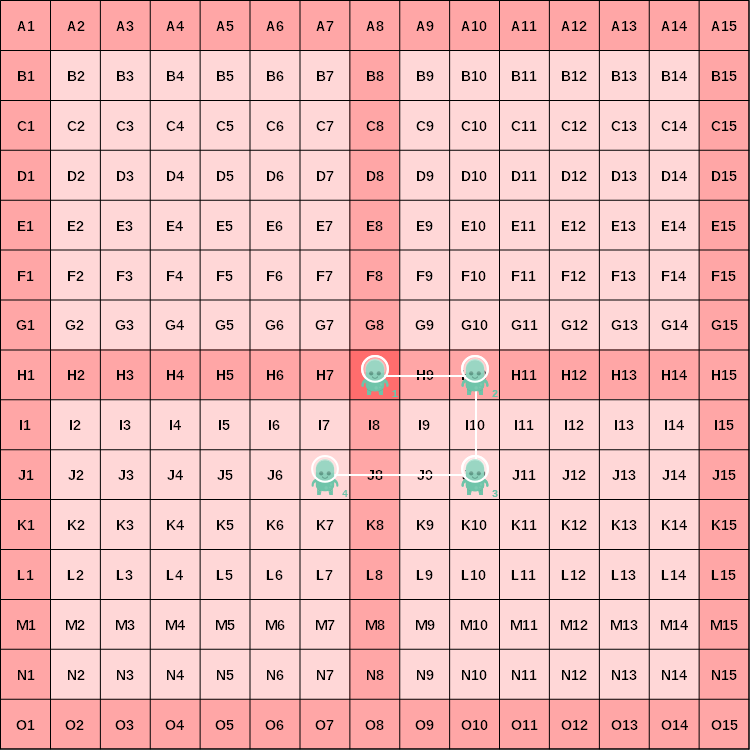 A1 A2 A3 A4 A5 A6 A7 A8 A9 A10 A11 A12 A13 A14 A15
B1 B2 B3 B4 B5 B6 B7 B8 B9 B10 B11 B12 B13 B14 B15
C1 C2 C3 C4 C5 C6 C7 C8 C9 C10 C11 C12 C13 C14 C15
D1 D2 D3 D4 D5 D6 D7 D8 D9 D10 D11 D12 D13 D14 D15
E1 E2 E3 E4 E5 E6 E7 E8 E9 E10 E11 E12 E13 E14 E15
F1 F2 F3 F4 F5 F6 F7 F8 F9 F10 F11 F12 F13 F14 F15
G1 G2 G3 G4 G5 G6 G7 G8 G9 G10 G11 G12 G13 G14 G15
H1 H2 H3 H4 H5 H6 H7 1 H9 2 H11 H12 H13 H14 H15
I1 I2 I3 I4 I5 I6 I7 I8 I9 I10 I11 I12 I13 I14 I15
J1 J2 J3 J4 J5 J6 4 J8 J9 3 J11 J12 J13 J14 J15
K1 K2 K3 K4 K5 K6 K7 K8 K9 K10 K11 K12 K13 K14 K15
L1 L2 L3 L4 L5 L6 L7 L8 L9 L10 L11 L12 L13 L14 L15
M1 M2 M3 M4 M5 M6 M7 M8 M9 M10 M11 M12 M13 M14 M15
N1 N2 N3 N4 N5 N6 N7 N8 N9 N10 N11 N12 N13 N14 N15
O1 O2 O3 O4 O5 O6 O7 O8 O9 O10 O11 O12 O13 O14 O15